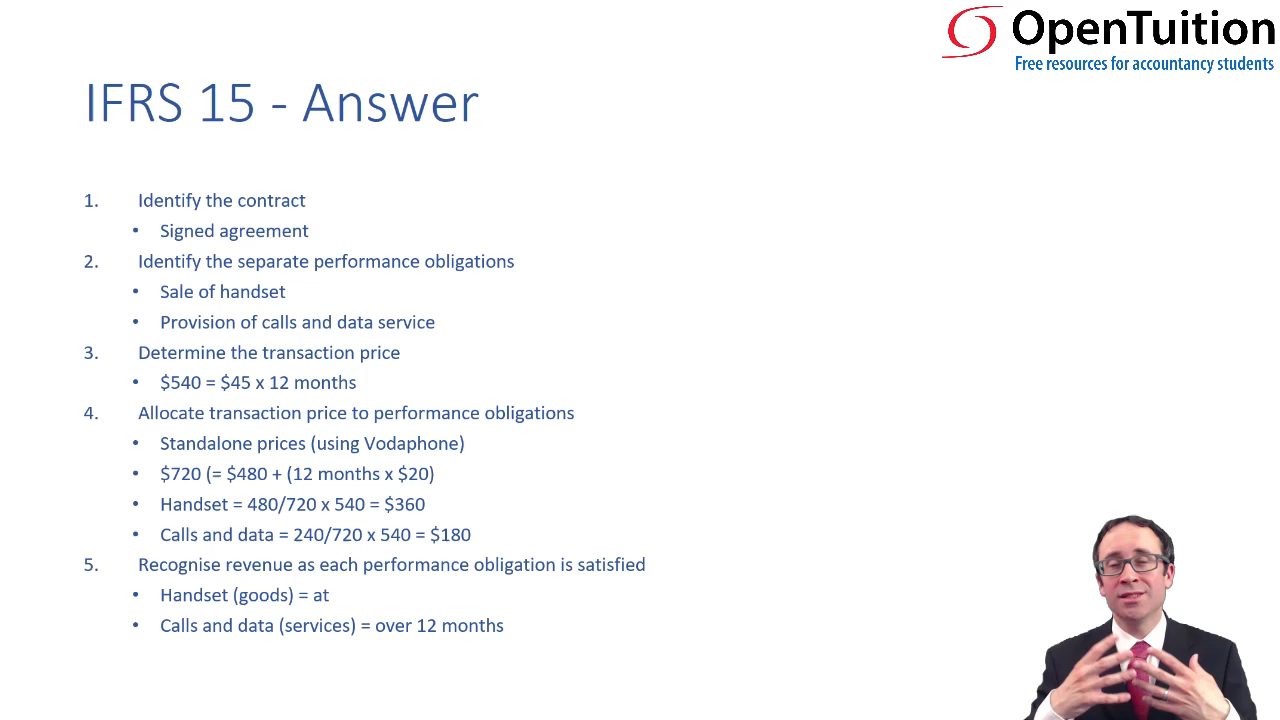 OpenTuition
Free resources for accountancy students
IFRS 15 - Answer
1. Identify the contract
• Signed agreement
2. Identify the separate performance obligations
• Sale of handset
• Provision of calls and data service
3. Determine the transaction price
• $540 = $45 x 12 months
4. Allocate transaction price to performance obligations
• Standalone prices (using Vodaphone)
• $720 (= $480 + (12 months x $20)
• Handset = 480/720 x 540 = $360
• Calls and data = 240/720 x 540 = $180
5. Recognise revenue as each performance obligation is satisfied
• Handset (goods) = at
• Calls and data (services) = over 12 months